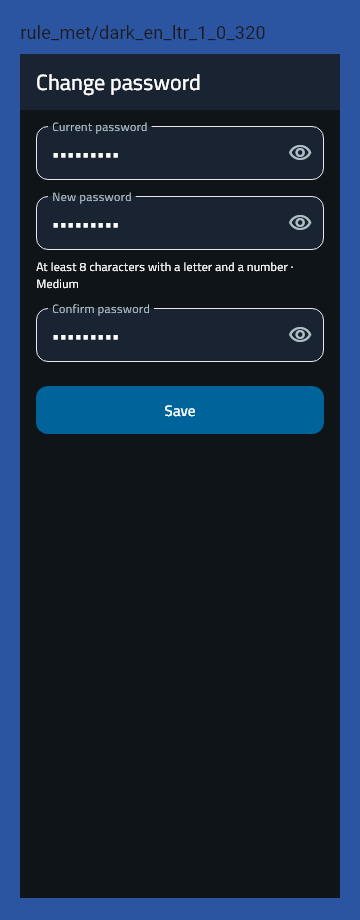 rule_met/dark_en_ltr_1_0_320
Change password
Current password
▪▪▪▪▪▪▪▪▪
New password
▪▪▪▪▪▪▪▪▪
At least 8 characters with a letter and a number ·
Medium
Confirm password
▪▪▪▪▪▪▪▪▪
Save